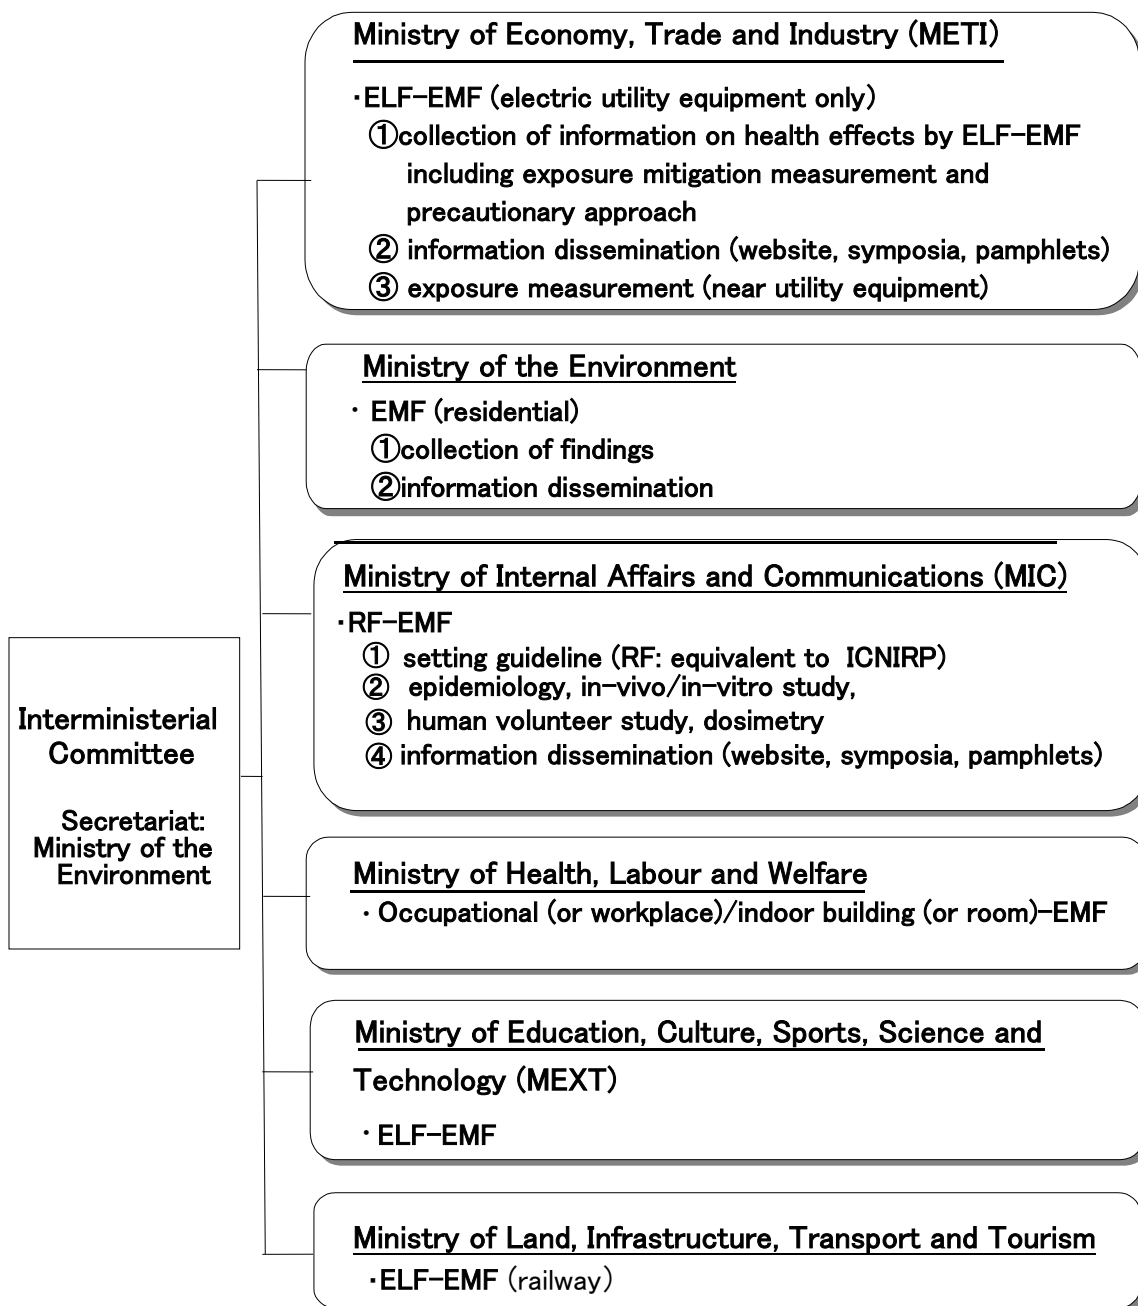 Ministry of Economy, Trade and Industry (METI)
・ELF-EMF (electric utility equipment only)
①collection of information on health effects by ELF-EMF
including exposure mitigation measurement and
precautionary approach
② information dissemination (website, symposia, pamphlets)
③ exposure measurement (near utility equipment)
Ministry of the Environment
・ EMF (residential)
①collection of findings
②information dissemination
Ministry of Internal Affairs and Communications (MIC)
・RF-EMF
① setting guideline (RF: equivalent to ICNIRP)
② epidemiology, in-vivo/in-vitro study,
③ human volunteer study, dosimetry
④ information dissemination (website, symposia, pamphlets)
Interministerial
Committee
Secretariat:
Ministry of the
Environment
Ministry of Health, Labour and Welfare
・ Occupational (or workplace)/indoor building (or room)-EMF
Ministry of Education, Culture, Sports, Science and
Technology (MEXT)
・ ELF-EMF
Ministry of Land, Infrastructure, Transport and Tourism
・ELF-EMF (railway)